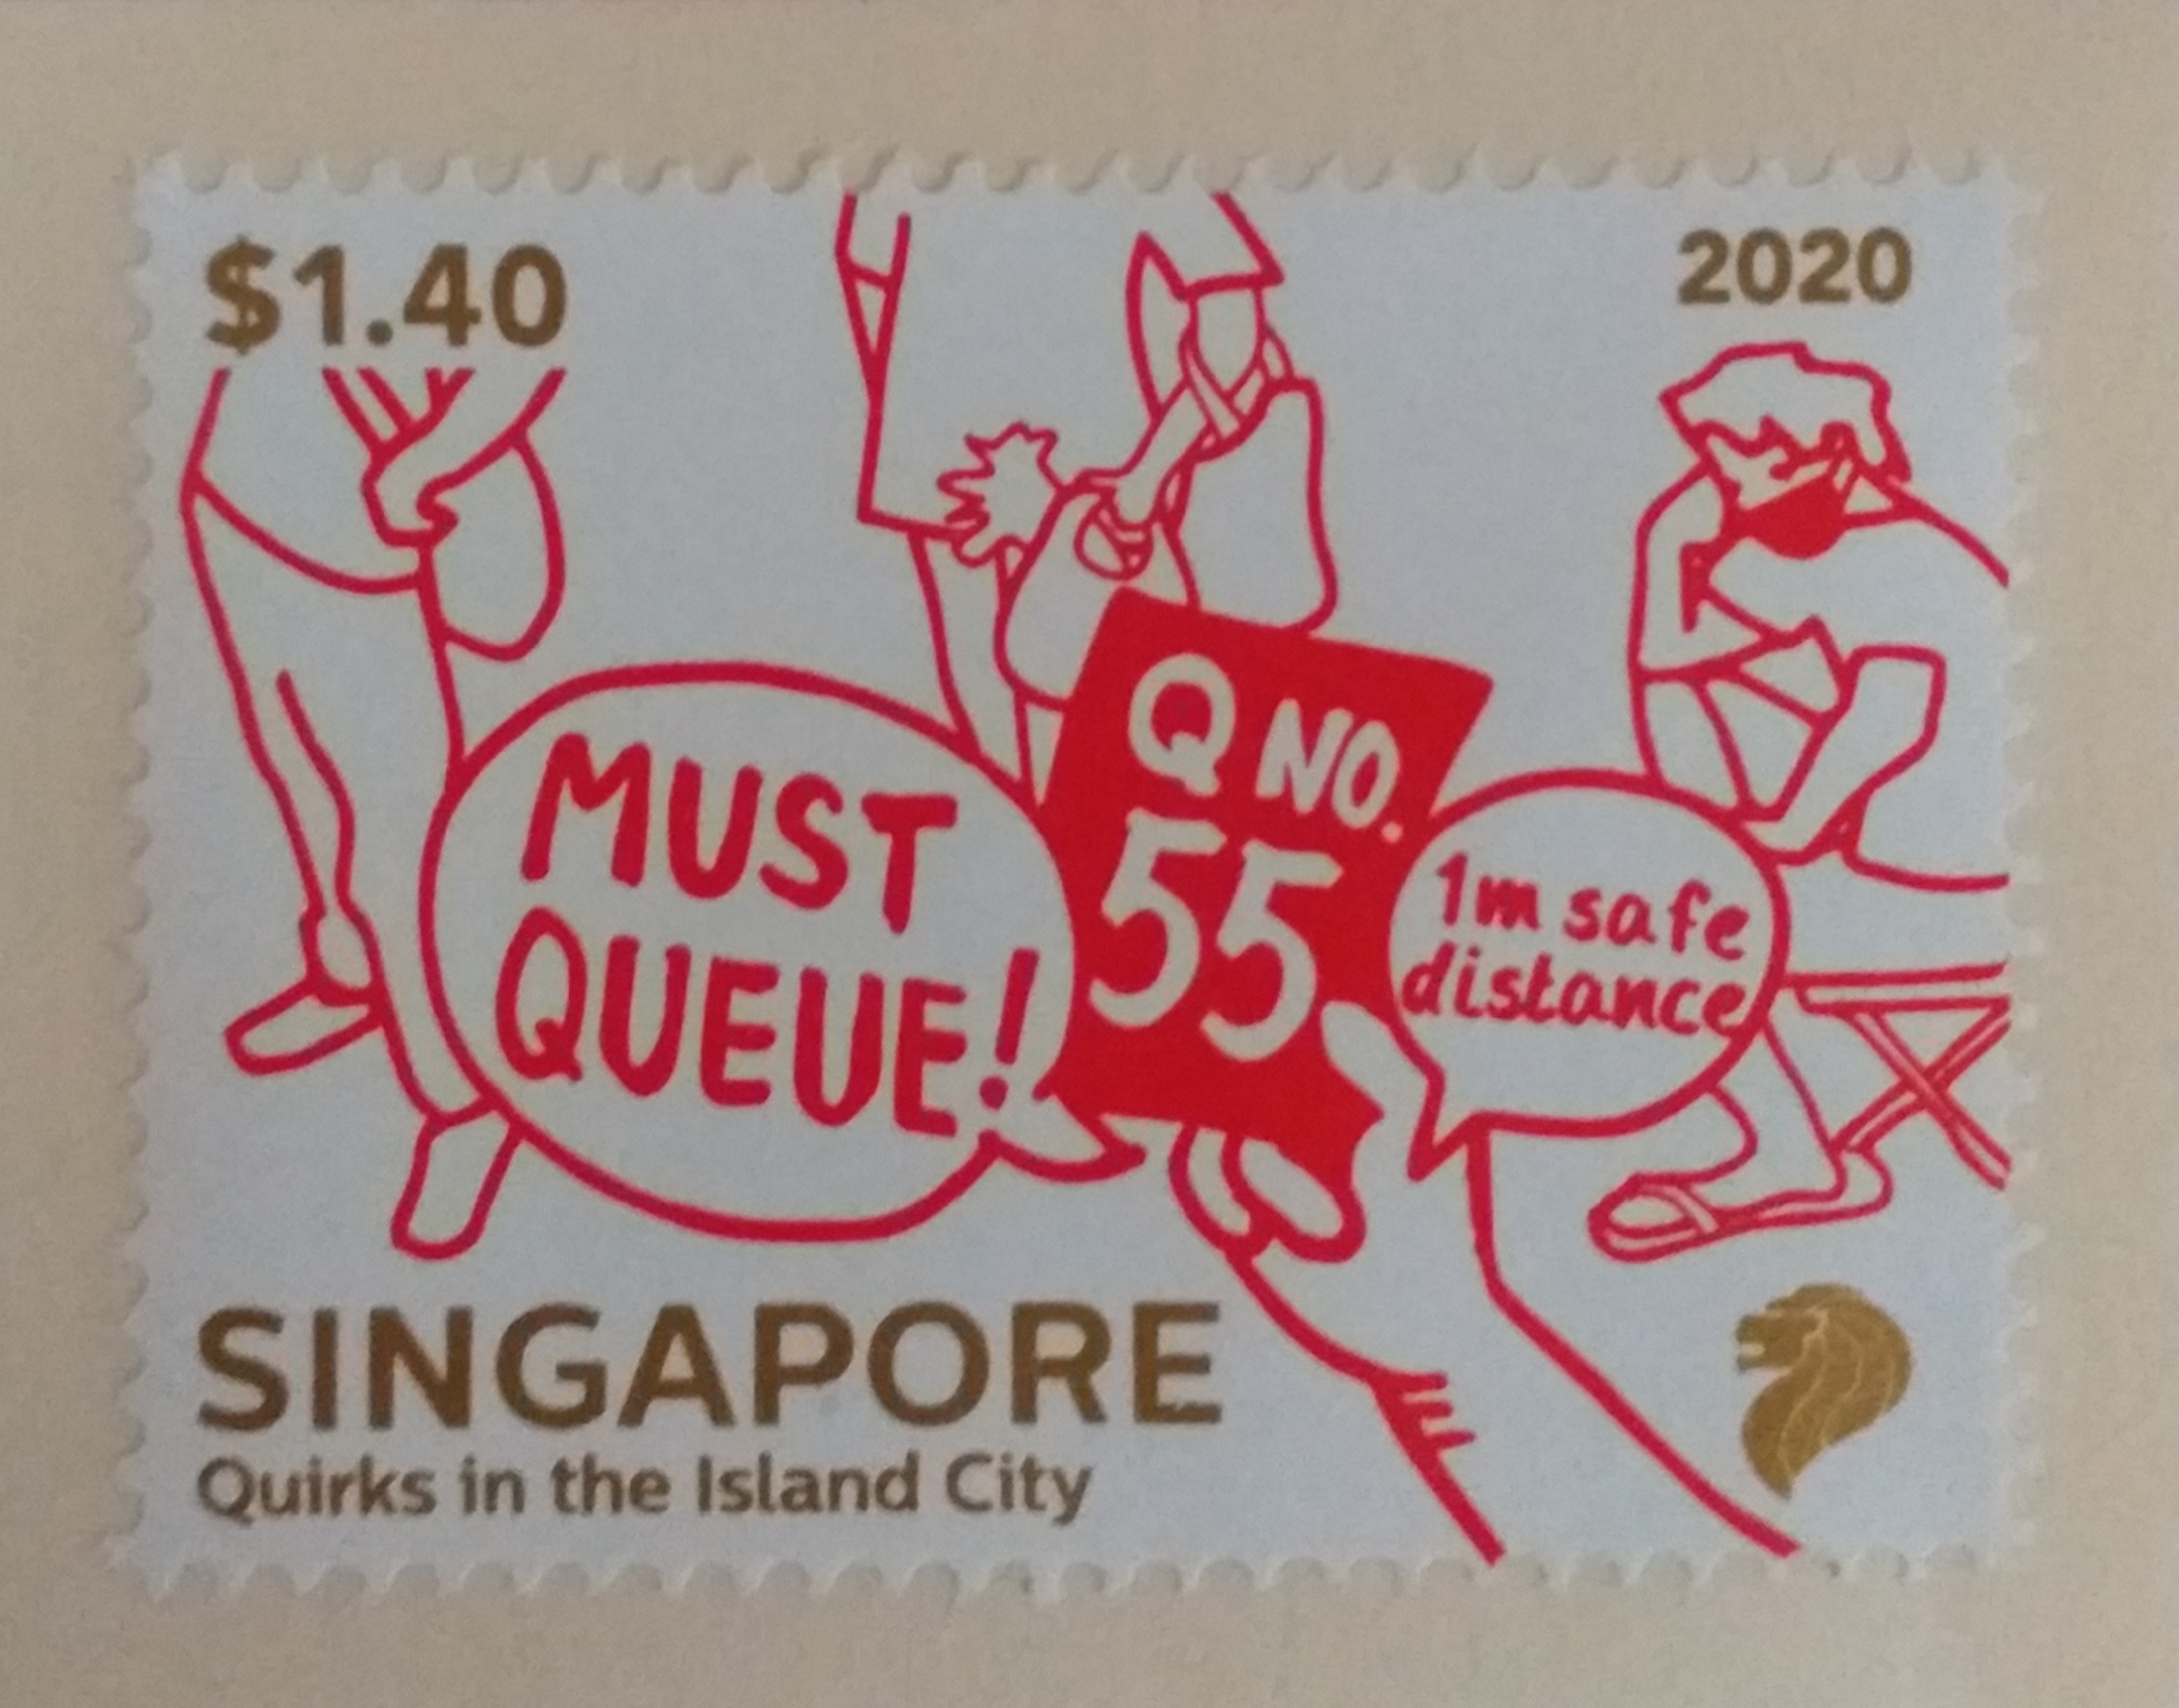 $1.40
2020
MUST
QUEUE!
Q NO.
55
1m safe
distance
SINGAPORE
Quirks in the Island City